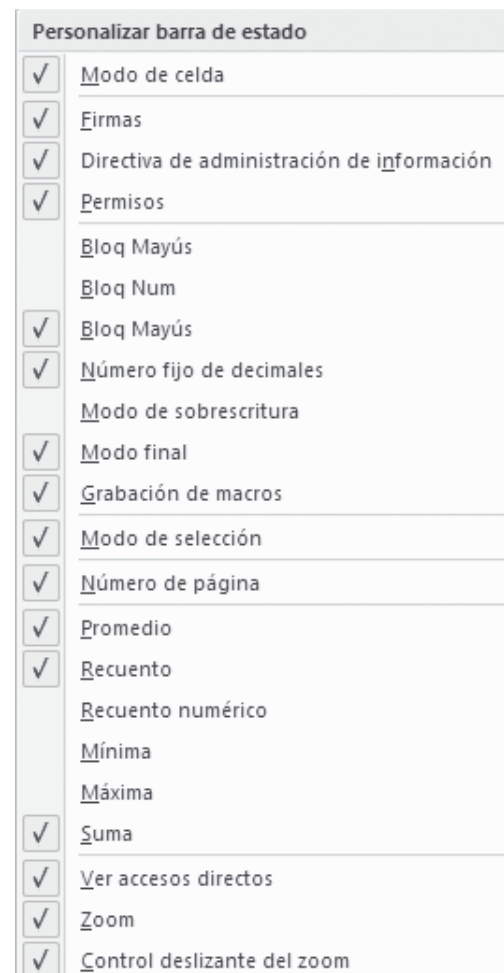 Personalizar barra de estado
Modo de celda
Firmas
Directiva de administración de información
Permisos
Bloq Mayús
Bloq Num
Bloq Mayús
Número fijo de decimales
Modo de sobrescritura
Modo final
Grabación de macros
Modo de selección
Número de página
Promedio
Recuento
Recuento numérico
Mínima
Máxima
Suma
Ver accesos directos
Zoom
Control deslizante del zoom